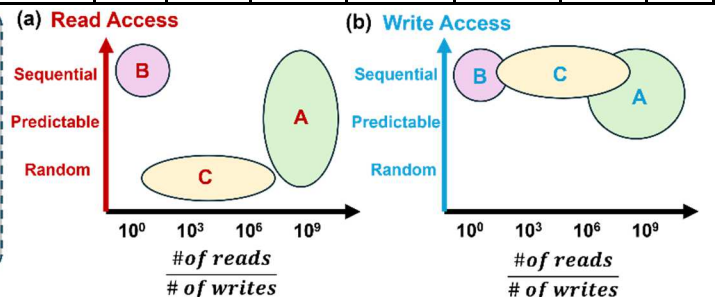 (a) Read Access
Sequential
Predictable
Random
B
A
C
10⁰ 10³ 10⁶ 10⁹
#of reads
# of writes
(b) Write Access
Sequential
Predictable
Random
B
C
A
10⁰ 10³ 10⁶ 10⁹
#of reads
# of writes